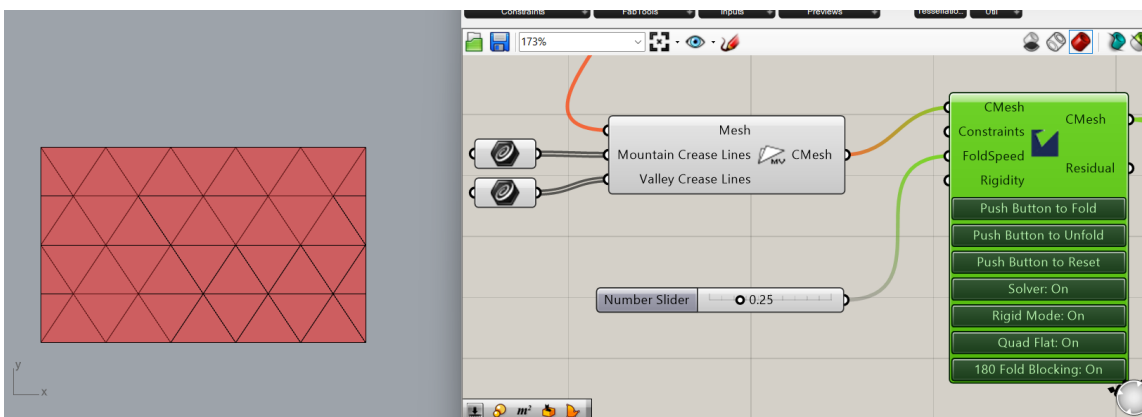 Constraints
FabTools
Inputs
Previews
Tessellatio...
Util
173%
Mesh
Mountain Crease Lines
MV
CMesh
Valley Crease Lines
CMesh
Constraints
FoldSpeed
Rigidity
CMesh
Residual
Push Button to Fold
Push Button to Unfold
Push Button to Reset
Solver: On
Rigid Mode: On
Quad Flat: On
180 Fold Blocking: On
Number Slider
0.25
y
x
m²